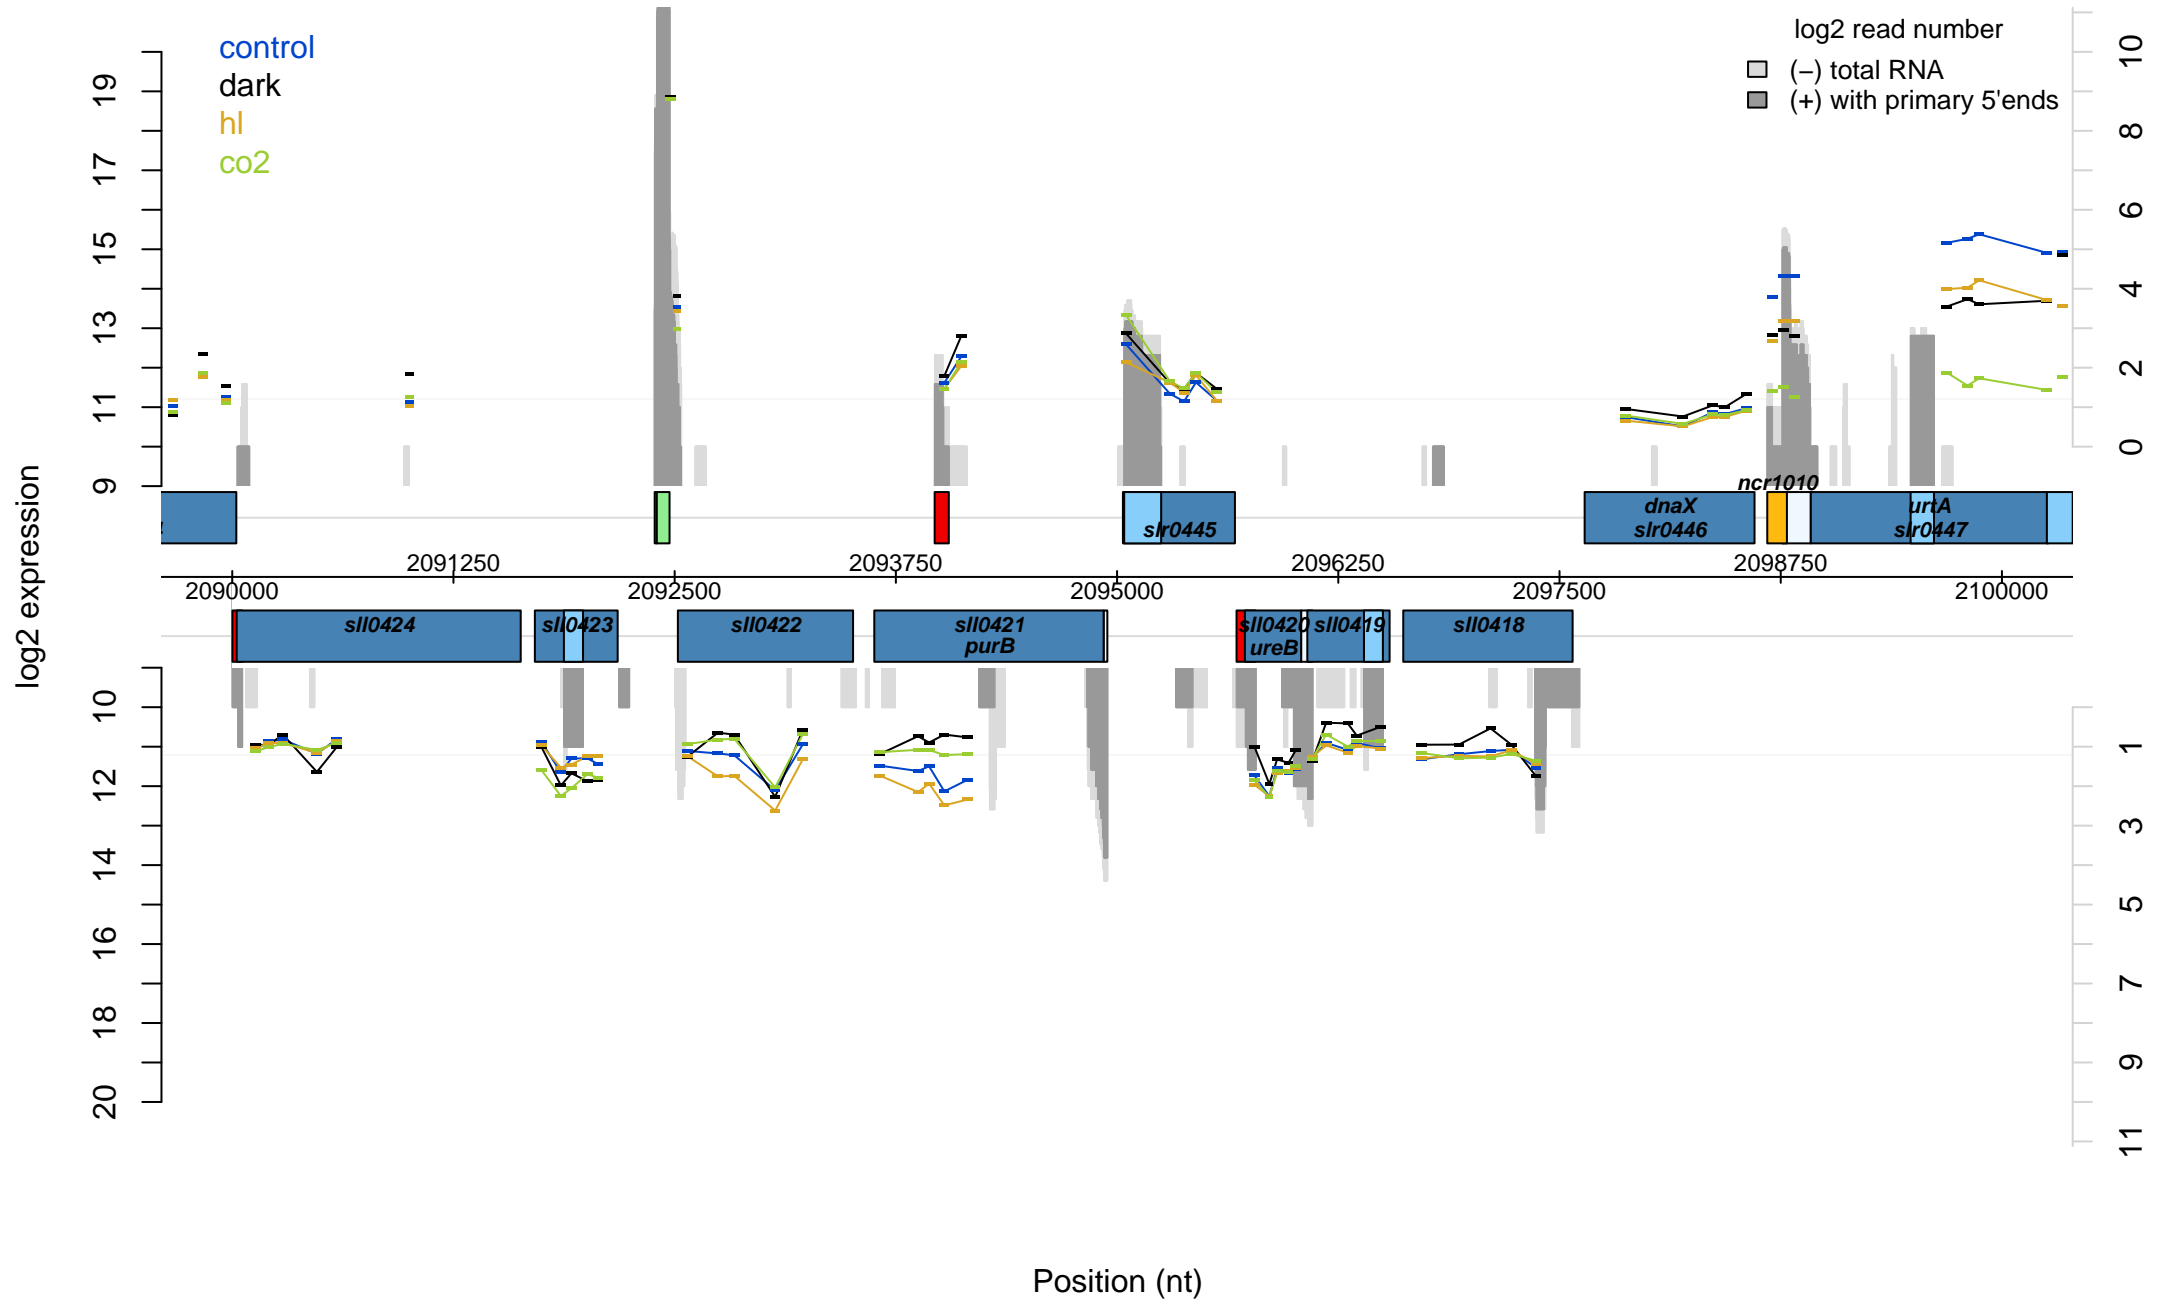 control
dark
hl
co2
log2 read number
(−) total RNA
(+) with primary 5'ends
19
17
15
13
11
9
10
8
6
4
2
0
log2 expression
ncr1010
slr0445
dnaX
slr0446
urtA
slr0447
2091250
2093750
2096250
2098750
2090000
2092500
2095000
2097500
2100000
sll0424
sll0423
sll0422
sll0421
purB
sll0420
ureB
sll0419
sll0418
10
12
14
16
18
20
1
3
5
7
9
11
Position (nt)